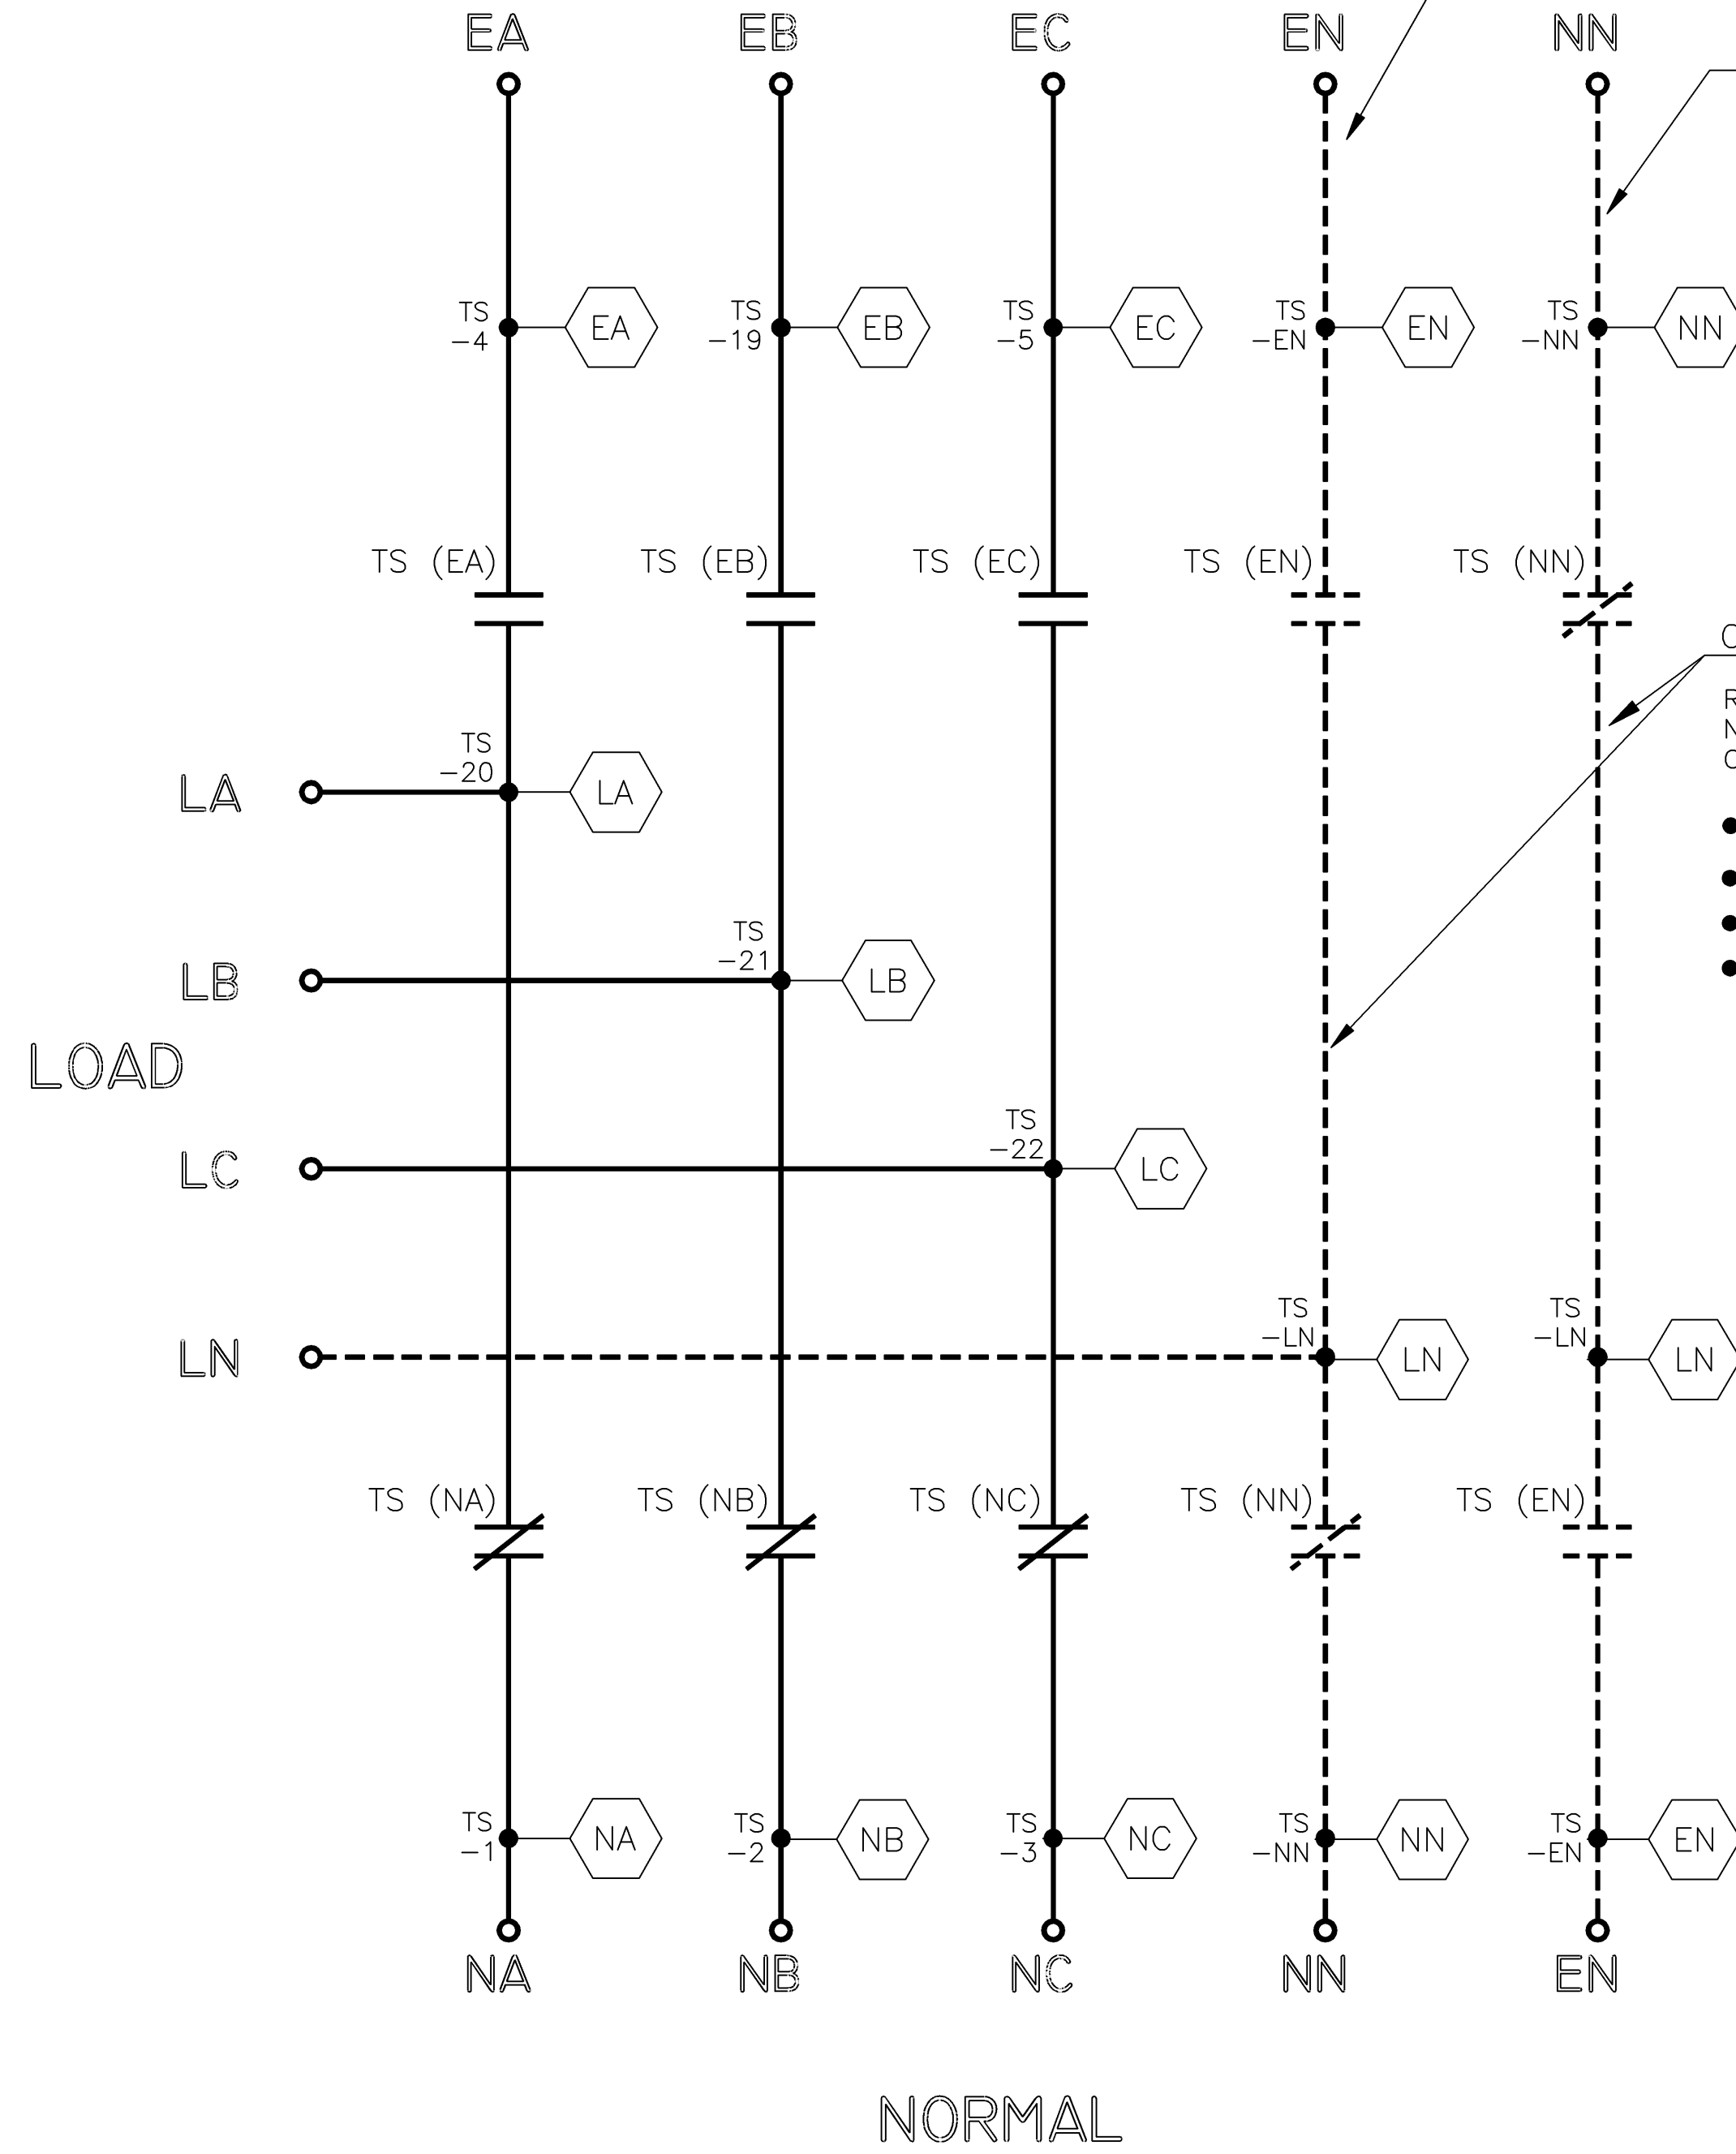 EA EB EC EN NN
TS TS TS TS TS
-4 EA -19 EB -5 EC -EN EN -NN NN
TS (EA) TS (EB) TS (EC) TS (EN) TS (NN)
TS
-20
LA LA
TS
-21
LB LB
LOAD
TS
-22
LC LC
TS TS
-LN -LN
LN LN LN
TS (NA) TS (NB) TS (NC) TS (NN) TS (EN)
TS TS TS TS TS
-1 NA -2 NB -3 NC -NN NN -EN EN
NA NB NC NN EN
NORMAL